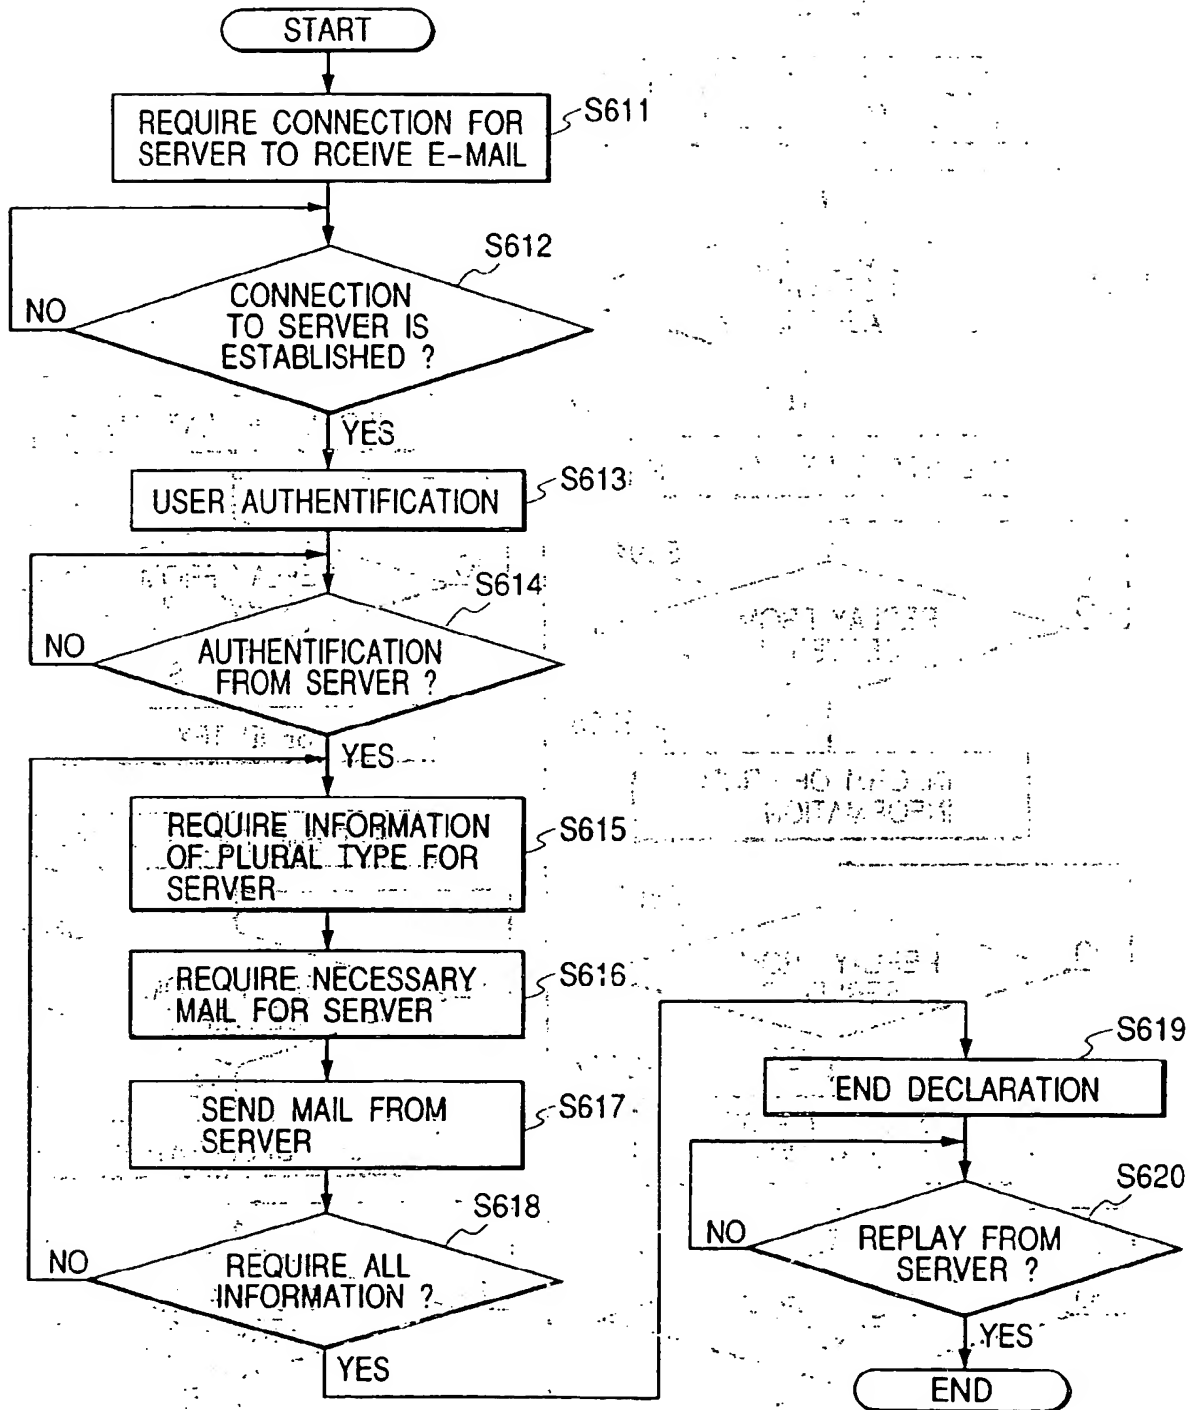 START
REQUIRE CONNECTION FOR
SERVER TO RCEIVE E-MAIL
S611
S612
CONNECTION
TO SERVER IS
ESTABLISHED ?
NO
YES
USER AUTHENTIFICATION
S613
S614
AUTHENTIFICATION
FROM SERVER ?
NO
YES
REQUIRE INFORMATION
OF PLURAL TYPE FOR
SERVER
S615
REQUIRE NECESSARY
MAIL FOR SERVER
S616
SEND MAIL FROM
SERVER
S617
S618
REQUIRE ALL
INFORMATION ?
NO
YES
S619
END DECLARATION
S620
REPLAY FROM
SERVER ?
NO
YES
END